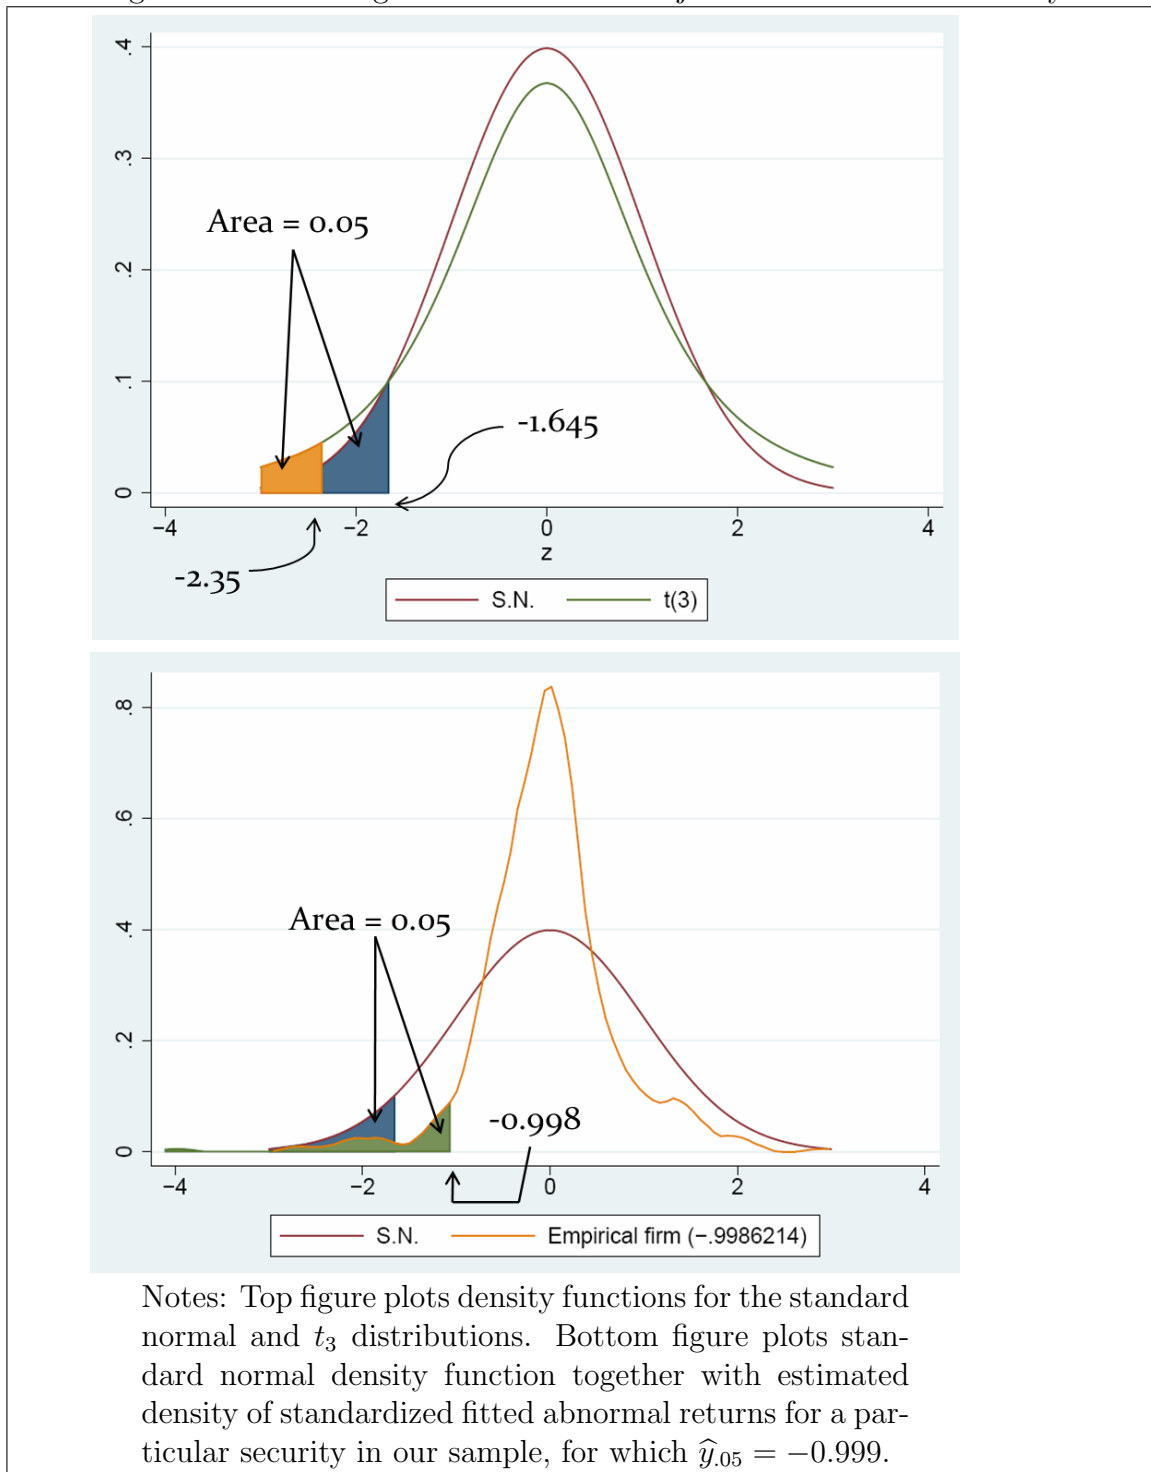 .4
.3
Area = 0.05
.2
.1
-1.645
0
−4 −2 0 2 4
z
-2.35
S.N. t(3)
.8
.6
.4
Area = 0.05
.2
-0.998
0
−4 −2 0 2 4
S.N. Empirical firm (−.9986214)
Notes: Top figure plots density functions for the standard
normal and t₃ distributions. Bottom figure plots stan-
dard normal density function together with estimated
density of standardized fitted abnormal returns for a par-
ticular security in our sample, for which ŷ.₀₅ = −0.999.